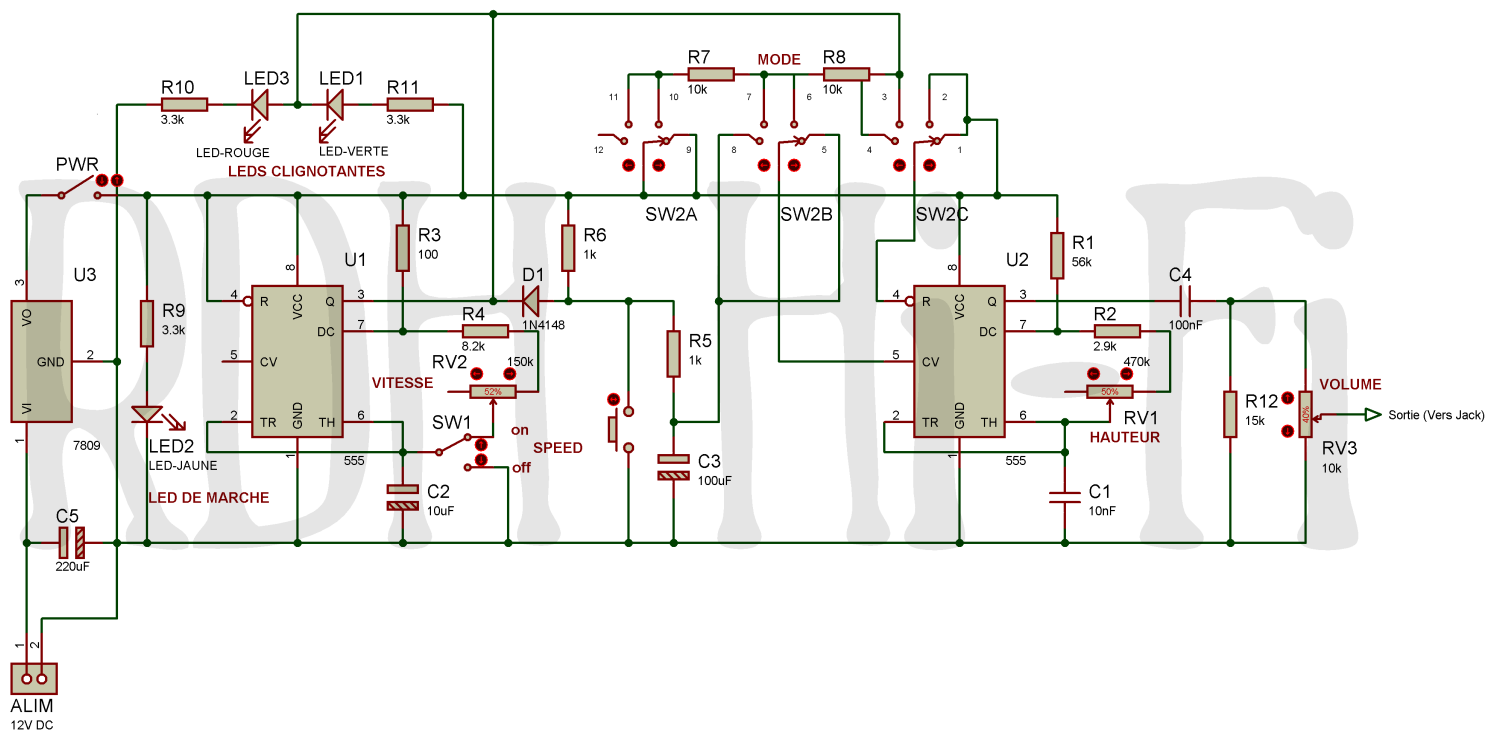 R7
10k
MODE
R8
10k
R10
3.3k
LED3
LED-ROUGE
LED1
LED-VERTE
R11
3.3k
LEDS CLIGNOTANTES
11
10
12
9
SW2A
7
6
8
5
SW2B
3
2
4
1
SW2C
PWR
U3
3
VO
GND
2
VI
1
7809
R9
3.3k
LED2
LED-JAUNE
LED DE MARCHE
C5
220uF
1
2
ALIM
12V DC
U1
8
VCC
4
R
Q
3
DC
7
5
CV
2
TR
GND
TH
6
1
555
R3
100
R4
8.2k
RV2
150k
52%
VITESSE
SW1
on
off
SPEED
C2
10uF
D1
1N4148
R6
1k
R5
1k
C3
100uF
U2
8
VCC
4
R
Q
3
DC
7
5
CV
2
TR
GND
TH
6
1
555
R1
56k
R2
2.9k
470k
50%
RV1
HAUTEUR
C1
10nF
C4
100nF
R12
15k
VOLUME
40%
RV3
10k
Sortie (Vers Jack)
RDH Hi-Fi